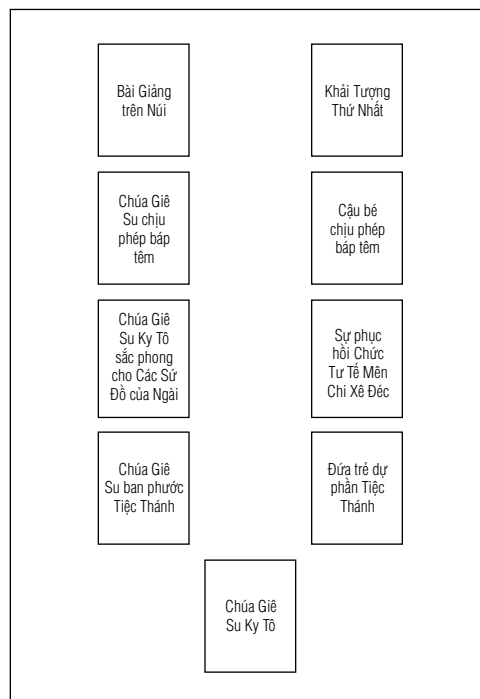 Bài Giảng
trên Núi
Khải Tượng
Thứ Nhất
Chúa Giê
Su chịu
phép báp
têm
Cậu bé
chịu phép
báp têm
Chúa Giê
Su Ky Tô
sắc phong
cho Các Sứ
Đồ của Ngài
Sự phục
hồi Chức
Tư Tế Mên
Chi Xê Đéc
Chúa Giê
Su ban phước
Tiệc Thánh
Đứa trẻ dự
phần Tiệc
Thánh
Chúa Giê
Su Ky Tô